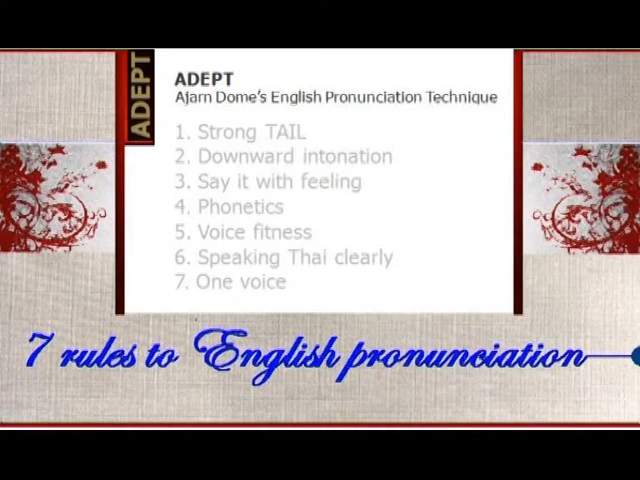 ADEPT
ADEPT
Ajarn Dome's English Pronunciation Technique
1. Strong TAIL
2. Downward intonation
3. Say it with feeling
4. Phonetics
5. Voice fitness
6. Speaking Thai clearly
7. One voice
7 rules to English pronunciation